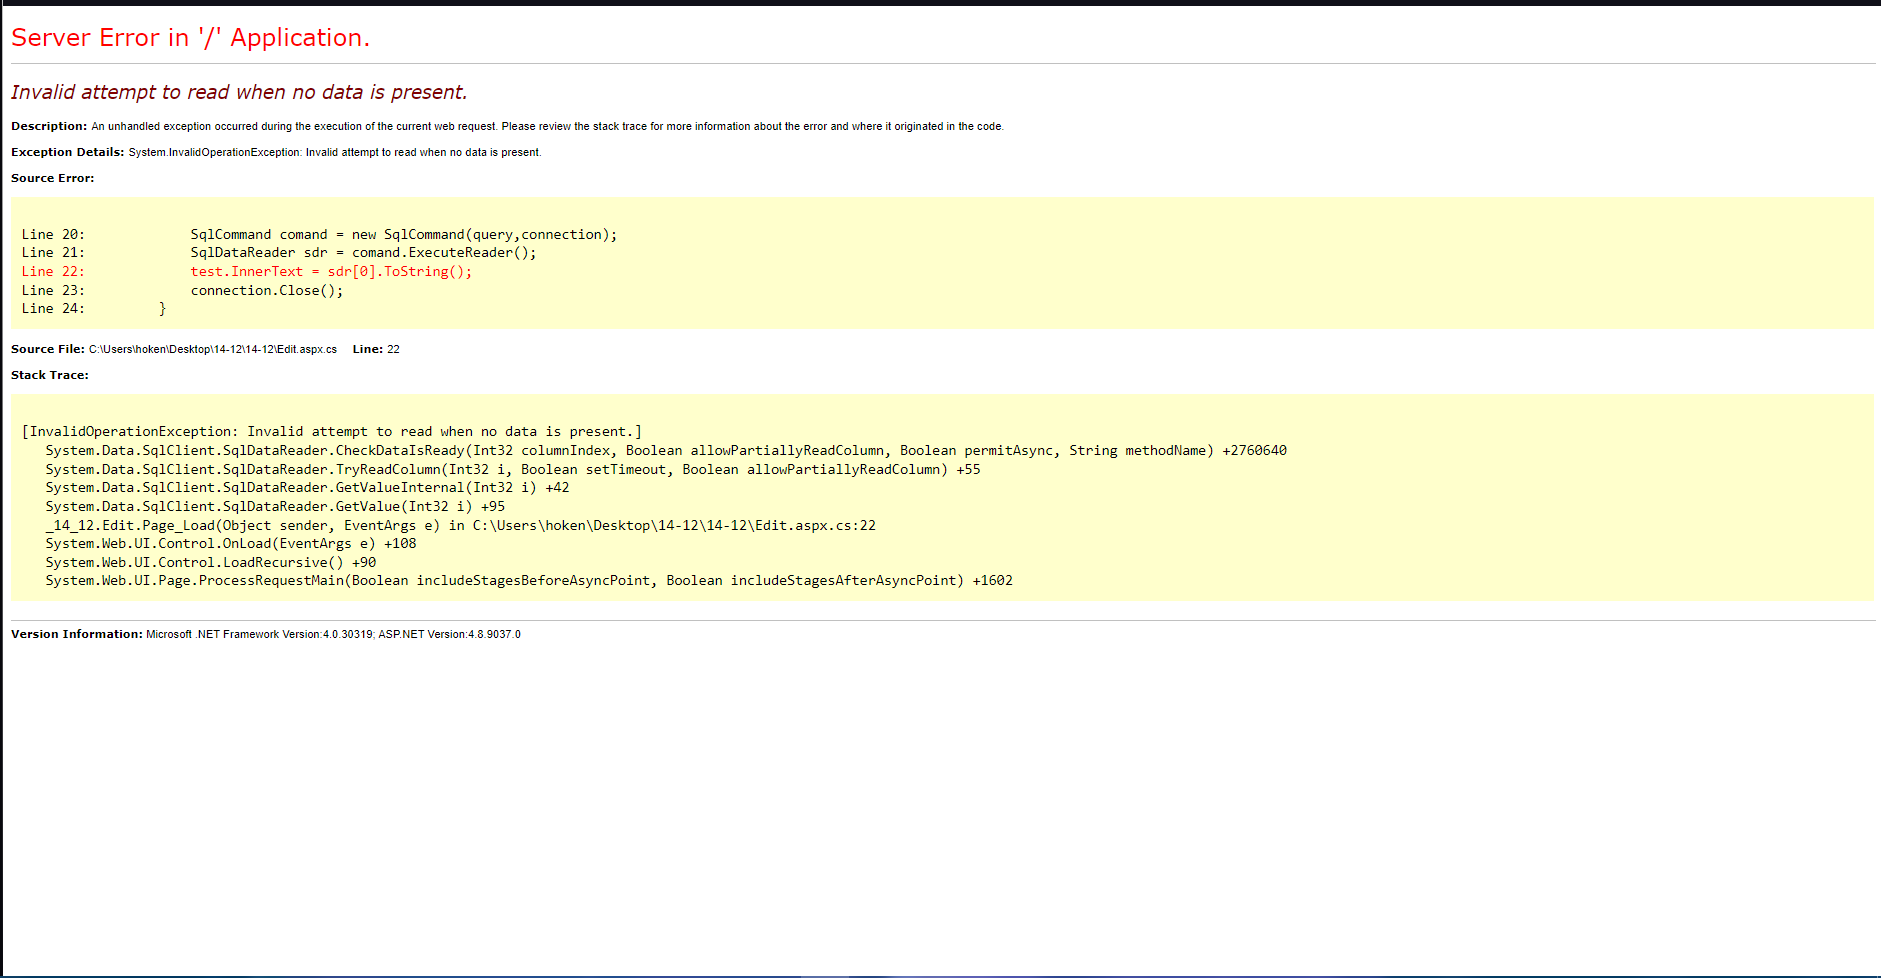 Server Error in '/' Application.
Invalid attempt to read when no data is present.
Description: An unhandled exception occurred during the execution of the current web request. Please review the stack trace for more information about the error and where it originated in the code.
Exception Details: System.InvalidOperationException: Invalid attempt to read when no data is present.
Source Error:
Line 20:             SqlCommand comand = new SqlCommand(query,connection);
Line 21:             SqlDataReader sdr = comand.ExecuteReader();
Line 22:             test.InnerText = sdr[0].ToString();
Line 23:             connection.Close();
Line 24:         }
Source File: C:\Users\hoken\Desktop\14-12\14-12\Edit.aspx.cs    Line: 22
Stack Trace:
[InvalidOperationException: Invalid attempt to read when no data is present.]
   System.Data.SqlClient.SqlDataReader.CheckDataIsReady(Int32 columnIndex, Boolean allowPartiallyReadColumn, Boolean permitAsync, String methodName) +2760640
   System.Data.SqlClient.SqlDataReader.TryReadColumn(Int32 i, Boolean setTimeout, Boolean allowPartiallyReadColumn) +55
   System.Data.SqlClient.SqlDataReader.GetValueInternal(Int32 i) +42
   System.Data.SqlClient.SqlDataReader.GetValue(Int32 i) +95
   _14_12.Edit.Page_Load(Object sender, EventArgs e) in C:\Users\hoken\Desktop\14-12\14-12\Edit.aspx.cs:22
   System.Web.UI.Control.OnLoad(EventArgs e) +108
   System.Web.UI.Control.LoadRecursive() +90
   System.Web.UI.Page.ProcessRequestMain(Boolean includeStagesBeforeAsyncPoint, Boolean includeStagesAfterAsyncPoint) +1602
Version Information: Microsoft .NET Framework Version:4.0.30319; ASP.NET Version:4.8.9037.0